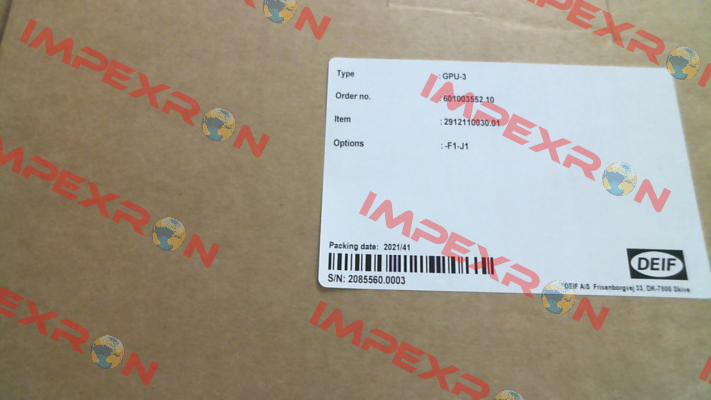 IMPEXRON
IMPEXRON
Type : GPU-3
Order no. : 601003552.10
Item : 2912110030.01
Options : -F1-J1
IMPEXRON
IMPEXRON
IMPEXRON
Packing date: 2021/41
S/N: 2085560.0003
DEIF
DEIF A/S Frisenborgvej 33, DK-7800 Skive
IMPEXRON
IMPEXRON